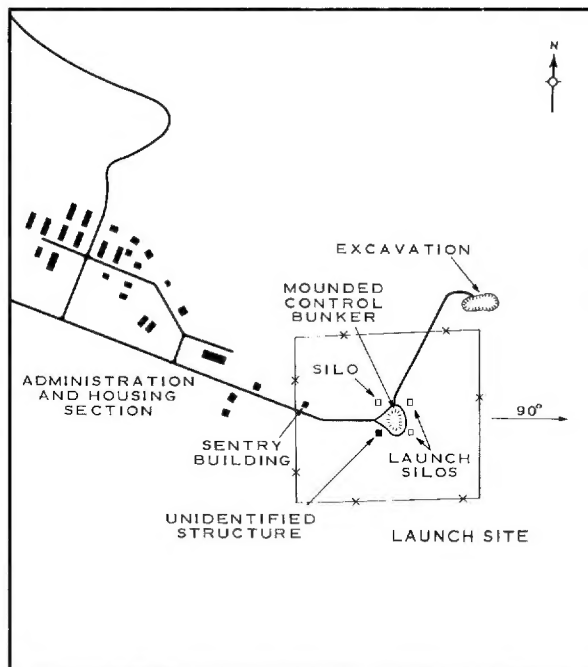 N
EXCAVATION
MOUNDED
CONTROL
BUNKER
SILO
ADMINISTRATION
AND HOUSING
SECTION
90°
SENTRY
BUILDING
LAUNCH
SILOS
UNIDENTIFIED
STRUCTURE
LAUNCH SITE